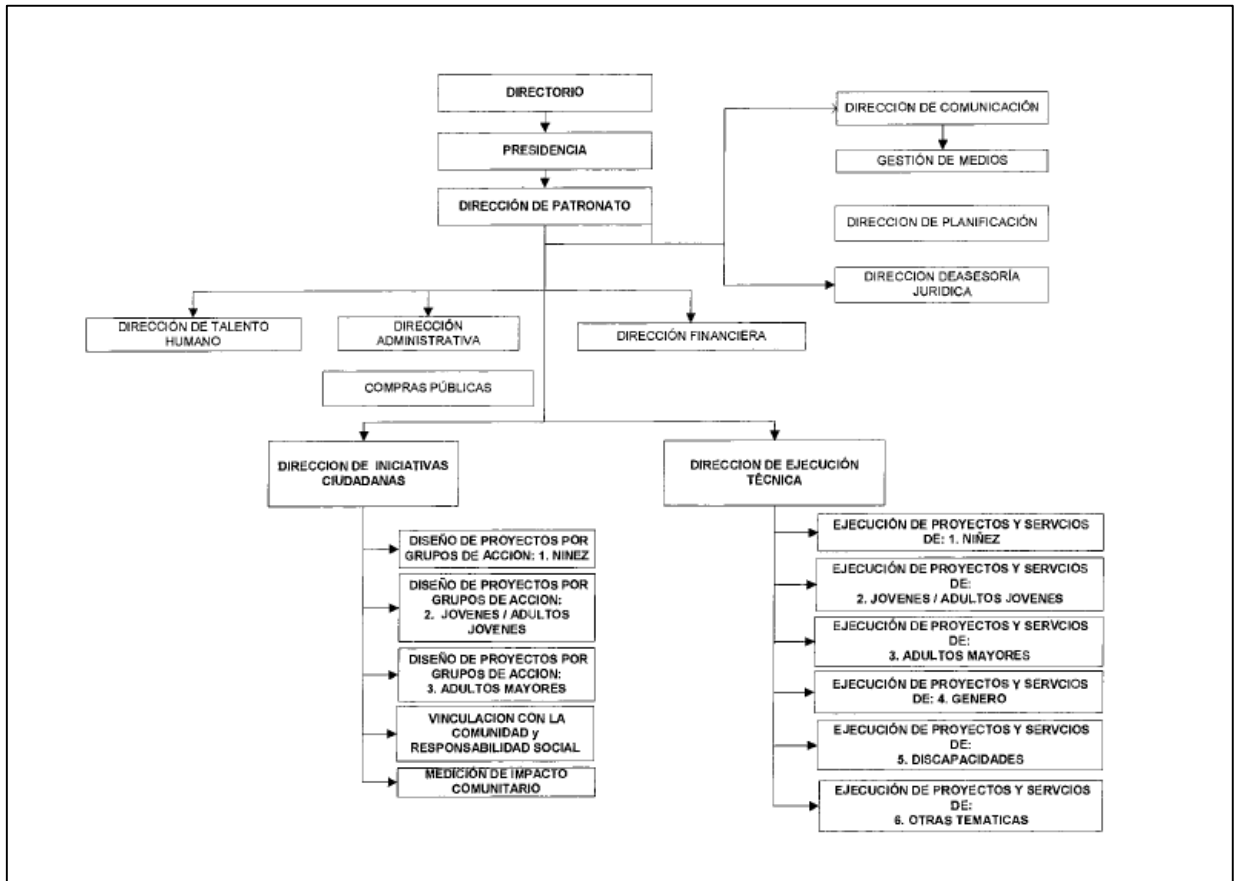 DIRECTORIO
PRESIDENCIA
DIRECCIÓN DE PATRONATO
DIRECCIÓN DE COMUNICACIÓN
GESTIÓN DE MEDIOS
DIRECCION DE PLANIFICACIÓN
DIRECCION DEASESORÍA
JURIDICA
DIRECCIÓN DE TALENTO
HUMANO
DIRECCIÓN
ADMINISTRATIVA
DIRECCIÓN FINANCIERA
COMPRAS PÚBLICAS
DIRECCION DE INICIATIVAS
CIUDADANAS
DIRECCION DE EJECUCIÓN
TÉCNICA
DISEÑO DE PROYECTOS POR
GRUPOS DE ACCION: 1. NINEZ
DISEÑO DE PROYECTOS POR
GRUPOS DE ACCION:
2. JOVENES / ADULTOS
JOVENES
DISEÑO DE PROYECTOS POR
GRUPOS DE ACCION:
3. ADULTOS MAYORES
VINCULACION CON LA
COMUNIDAD y
RESPONSABILIDAD SOCIAL
MEDICIÓN DE IMPACTO
COMUNITARIO
EJECUCIÓN DE PROYECTOS Y SERVCIOS
DE: 1. NIÑEZ
EJECUCIÓN DE PROYECTOS Y SERVCIOS
DE:
2. JOVENES / ADULTOS JOVENES
EJECUCIÓN DE PROYECTOS Y SERVCIOS
DE:
3. ADULTOS MAYORES
EJECUCIÓN DE PROYECTOS Y SERVCIOS
DE: 4. GENERO
EJECUCIÓN DE PROYECTOS Y SERVCIOS
DE:
5. DISCAPACIDADES
EJECUCIÓN DE PROYECTOS Y SERVCIOS
DE:
6. OTRAS TEMATICAS